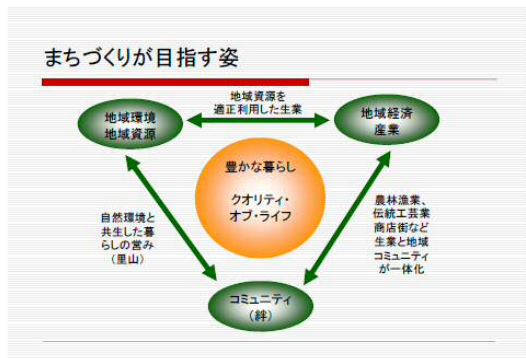 まちづくりが目指す姿
地域資源を
適正利用した生業
地域環境
地域資源
地域経済
産業
豊かな暮らし
クオリティ・
オブ・ライフ
自然環境と
共生した暮
らしの営み
（里山）
農林漁業、
伝統工芸業
商店街など
生業と地域
コミュニティ
が一体化
コミュニティ
（絆）